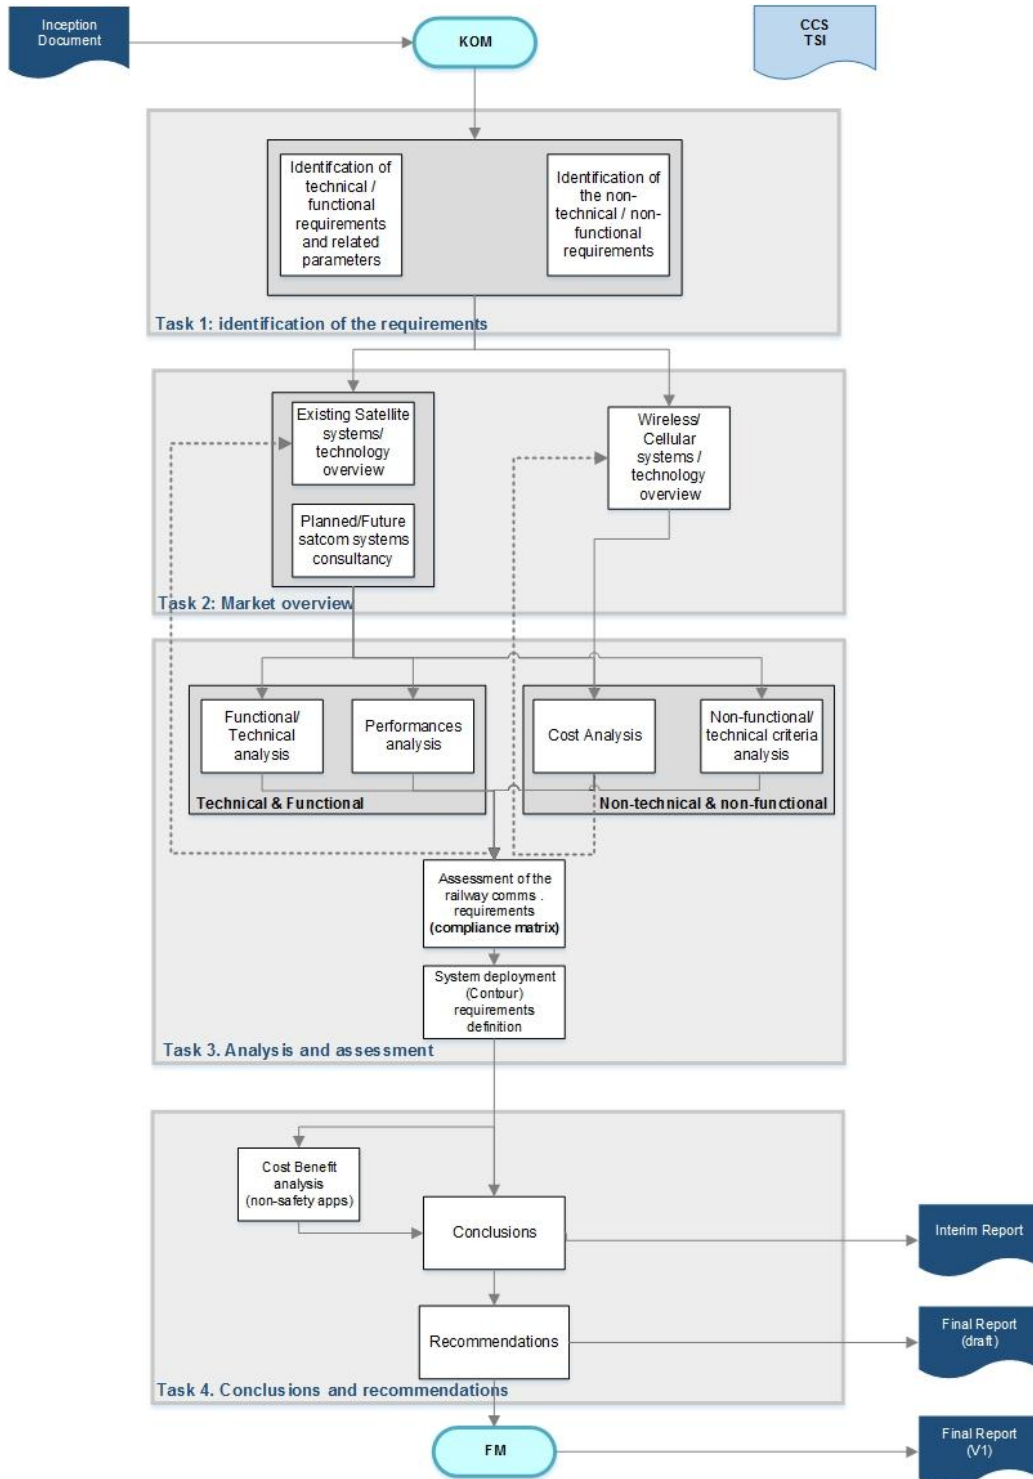 Inception
Document
KOM
CCS
TSI
Identifcation of
technical /
functional
requirements
and related
parameters
Identification of
the non-
technical / non-
functional
requirements
Task 1: identification of the requirements
Existing Satellite
systems/
technology
overview
Planned/Future
satcom systems
consultancy
Wireless/
Cellular
systems /
technology
overview
Task 2: Market overview
Functional/
Technical
analysis
Performances
analysis
Technical & Functional
Cost Analysis
Non-functional/
technical criteria
analysis
Non-technical & non-functional
Assessment of the
railway comms .
requirements
(compliance matrix)
System deployment
(Contour)
requirements
definition
Task 3. Analysis and assessment
Cost Benefit
analysis
(non-safety apps)
Conclusions
Interim Report
Recommendations
Final Report
(draft)
Task 4. Conclusions and recommendations
FM
Final Report
(V1)